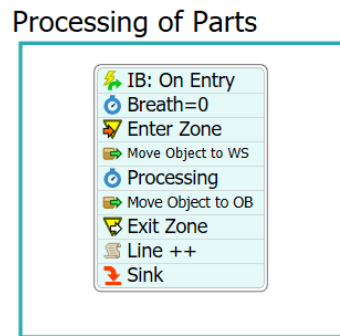 Processing of Parts
IB: On Entry
Breath=0
Enter Zone
Move Object to WS
Processing
Move Object to OB
Exit Zone
Line ++
Sink